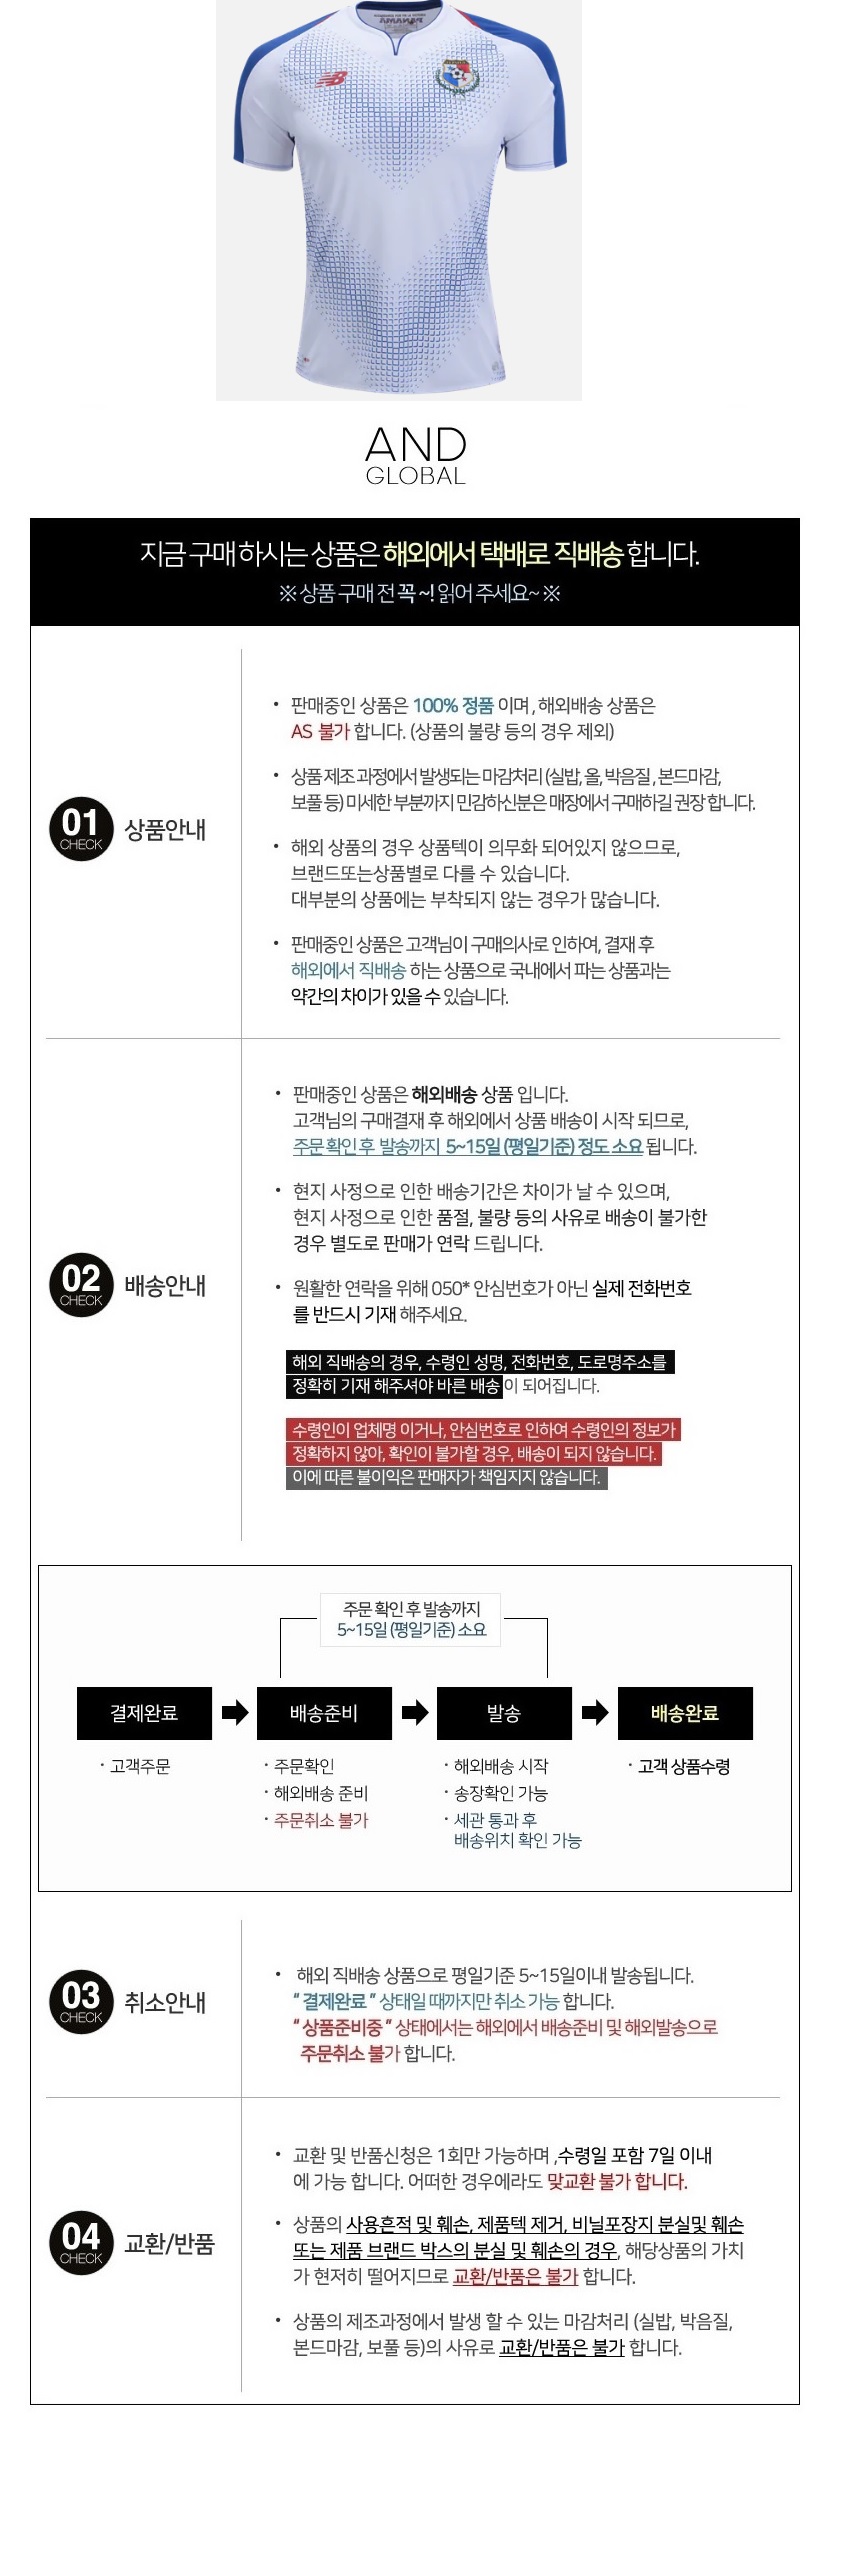 PANAMA
AND
GLOBAL
지금 구매 하시는 상품은 해외에서 택배로 직배송 합니다.
※ 상품 구매 전 꼭 ~! 읽어 주세요~ ※
01
CHECK
상품안내
• 판매중인 상품은 100% 정품 이며 , 해외배송 상품은
AS 불가 합니다. (상품의 불량 등의 경우 제외)
• 상품 제조 과정에서 발생되는 마감처리 (실밥, 올, 박음질 , 본드마감,
보풀 등) 미세한 부분까지 민감하신분은 매장에서 구매하길 권장 합니다.
• 해외 상품의 경우 상품텍이 의무화 되어있지 않으므로,
브랜드또는상품별로 다를 수 있습니다.
대부분의 상품에는 부착되지 않는 경우가 많습니다.
• 판매중인 상품은 고객님이 구매의사로 인하여, 결재 후
해외에서 직배송 하는 상품으로 국내에서 파는 상품과는
약간의 차이가 있을 수 있습니다.
02
CHECK
배송안내
• 판매중인 상품은 해외배송 상품 입니다.
고객님의 구매결재 후 해외에서 상품 배송이 시작 되므로,
주문 확인 후 발송까지 5~15일 (평일기준) 정도 소요 됩니다.
• 현지 사정으로 인한 배송기간은 차이가 날 수 있으며,
현지 사정으로 인한 품절, 불량 등의 사유로 배송이 불가한
경우 별도로 판매가 연락 드립니다.
• 원활한 연락을 위해 050* 안심번호가 아닌 실제 전화번호
를 반드시 기재 해주세요.
해외 직배송의 경우, 수령인 성명, 전화번호, 도로명주소를
정확히 기재 해주셔야 바른 배송이 되어집니다.
수령인이 업체명 이거나, 안심번호로 인하여 수령인의 정보가
정확하지 않아, 확인이 불가할 경우, 배송이 되지 않습니다.
이에 따른 불이익은 판매자가 책임지지 않습니다.
주문 확인 후 발송까지
5~15일 (평일기준) 소요
결제완료
배송준비
발송
배송완료
· 고객주문
· 주문확인
· 해외배송 준비
· 주문취소 불가
· 해외배송 시작
· 송장확인 가능
· 세관 통과 후
배송위치 확인 가능
· 고객 상품수령
03
CHECK
취소안내
• 해외 직배송 상품으로 평일기준 5~15일이내 발송됩니다.
“ 결제완료 ” 상태일 때까지만 취소 가능 합니다.
“ 상품준비중 ” 상태에서는 해외에서 배송준비 및 해외발송으로
주문취소 불가 합니다.
04
CHECK
교환/반품
• 교환 및 반품신청은 1회만 가능하며 ,수령일 포함 7일 이내
에 가능 합니다. 어떠한 경우에라도 맞교환 불가 합니다.
• 상품의 사용흔적 및 훼손, 제품텍 제거, 비닐포장지 분실및 훼손
또는 제품 브랜드 박스의 분실 및 훼손의 경우, 해당상품의 가치
가 현저히 떨어지므로 교환/반품은 불가 합니다.
• 상품의 제조과정에서 발생 할 수 있는 마감처리 (실밥, 박음질,
본드마감, 보풀 등)의 사유로 교환/반품은 불가 합니다.